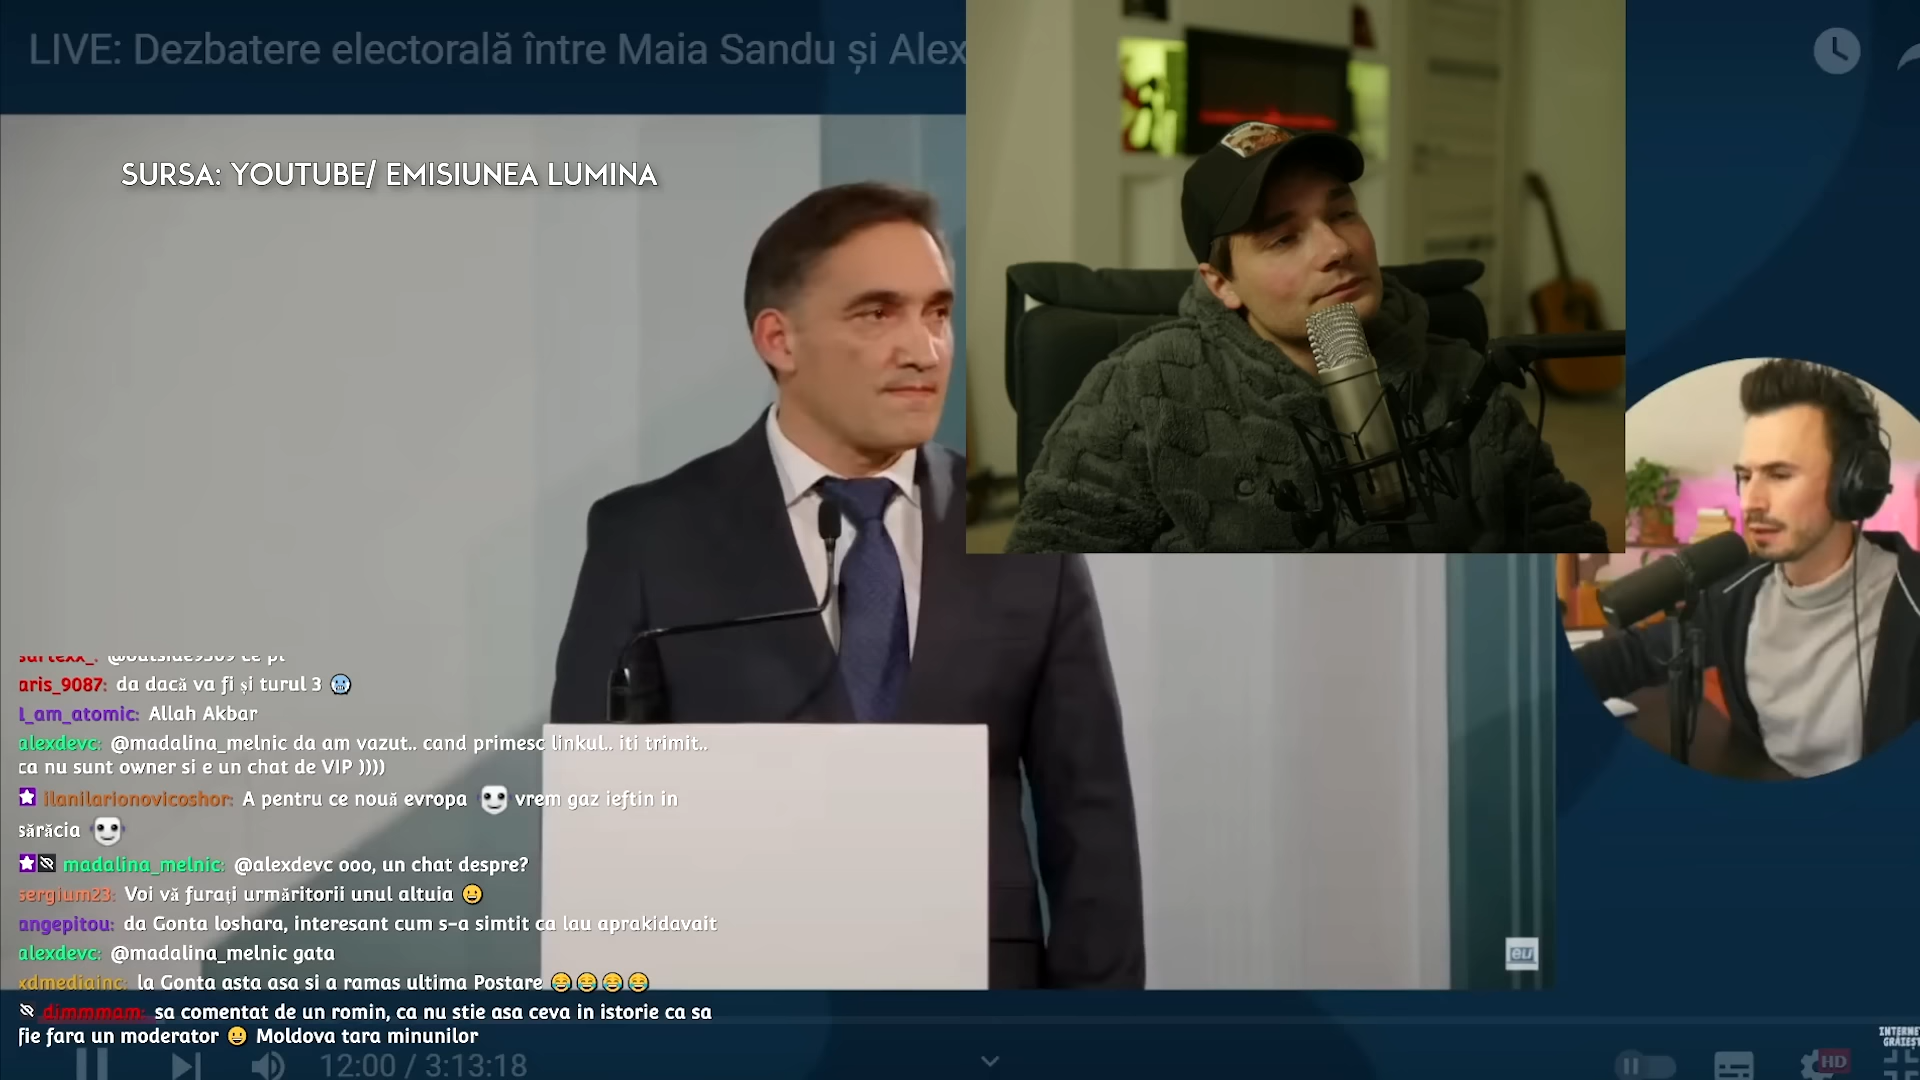 LIVE: Dezbatere electorală între Maia Sandu și Alex
SURSA: YOUTUBE/ EMISIUNEA LUMINA
aris_9087: da dacă va fi și turul 3 🥶
I_am_atomic: Allah Akbar
alexdevc: @madalina_melnic da am vazut.. cand primesc linkul.. iti trimit..
ca nu sunt owner si e un chat de VIP ))))
ilanilarionovicoshor: A pentru ce nouă evropa vrem gaz ieftin in
sărăcia
madalina_melnic: @alexdevc ooo, un chat despre?
sergium23: Voi vă furați urmăritorii unul altuia 😀
angepitou: da Gonta loshara, interesant cum s-a simtit ca lau aprakidavait
alexdevc: @madalina_melnic gata
xdmediainc: la Gonta asta asa si a ramas ultima Postare 😂😂😂😂
dimmmam: sa comentat de un romin, ca nu stie asa ceva in istorie ca sa
fie fara un moderator 😀 Moldova tara minunilor
12:00 / 3:13:18
eu
INTERNE
GRĂIEȘT
HD